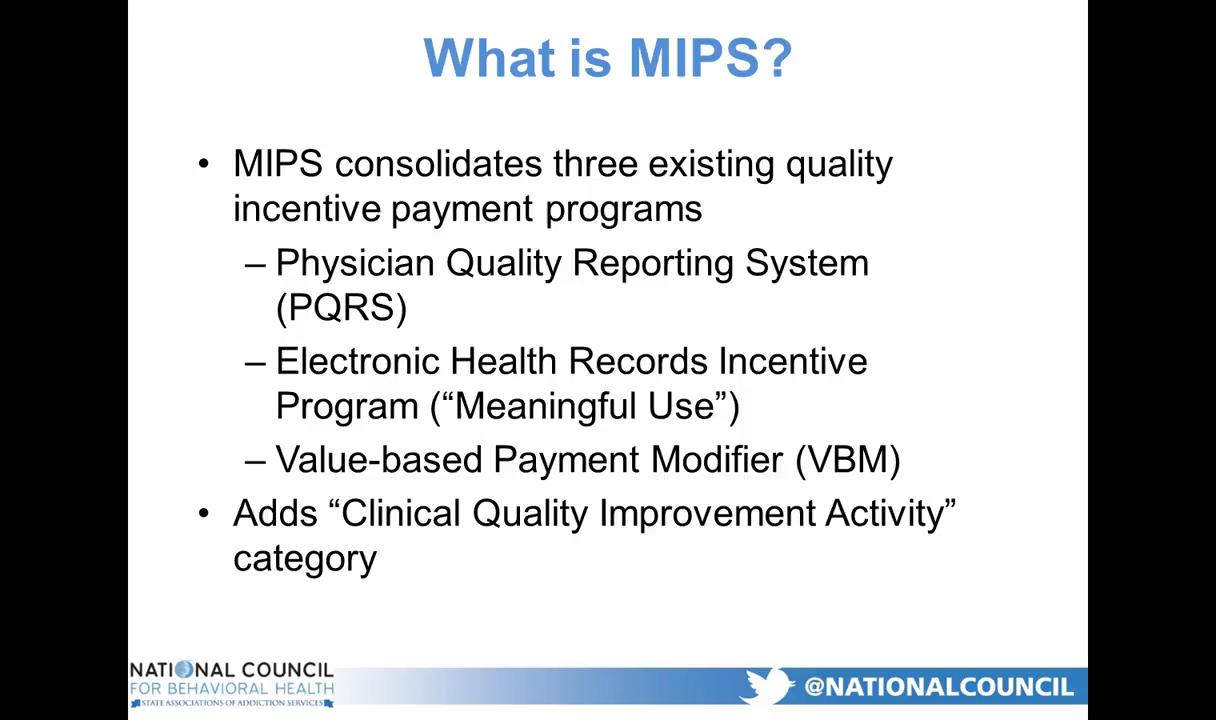 What is MIPS?
• MIPS consolidates three existing quality
incentive payment programs
– Physician Quality Reporting System
(PQRS)
– Electronic Health Records Incentive
Program (“Meaningful Use”)
– Value-based Payment Modifier (VBM)
• Adds “Clinical Quality Improvement Activity”
category
NATIONAL COUNCIL
FOR BEHAVIORAL HEALTH
STATE ASSOCIATIONS OF ADDICTION SERVICES
@NATIONALCOUNCIL